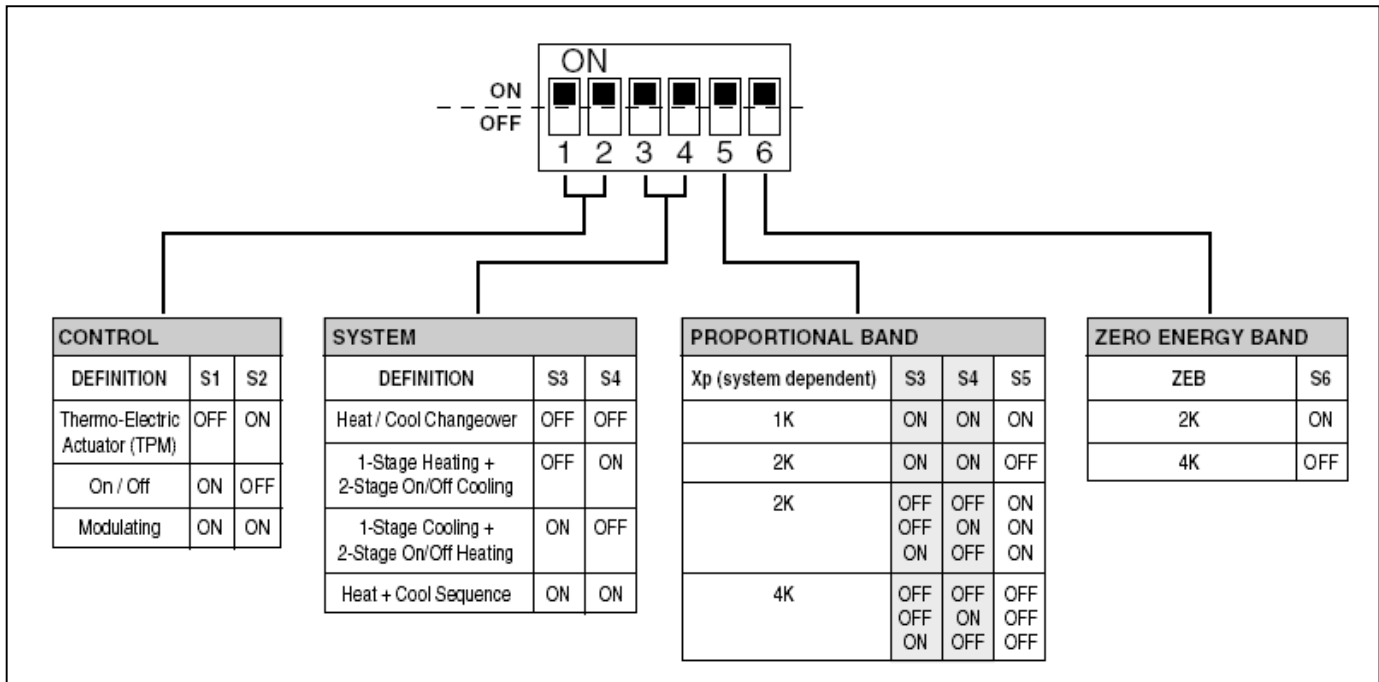 ON
ON
OFF
1 2 3 4 5 6
CONTROL
DEFINITION S1 S2
Thermo-Electric OFF ON
Actuator (TPM)
On / Off ON OFF
Modulating ON ON
SYSTEM
DEFINITION S3 S4
Heat / Cool Changeover OFF OFF
1-Stage Heating + OFF ON
2-Stage On/Off Cooling
1-Stage Cooling + ON OFF
2-Stage On/Off Heating
Heat + Cool Sequence ON ON
PROPORTIONAL BAND
Xp (system dependent) S3 S4 S5
1K ON ON ON
2K ON ON OFF
2K OFF OFF ON
OFF ON ON
ON OFF ON
4K OFF OFF OFF
OFF ON OFF
ON OFF OFF
ZERO ENERGY BAND
ZEB S6
2K ON
4K OFF